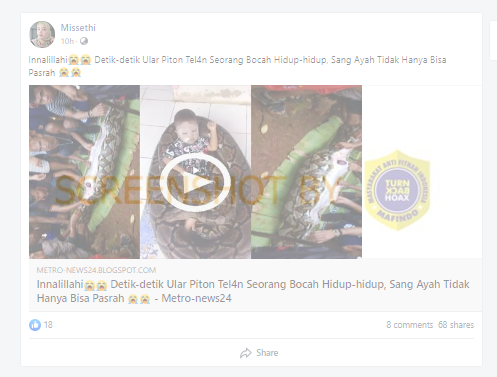 Missethi
10h ·
Innalillahi😭😭 Detik-detik Ular Piton Tel4n Seorang Bocah Hidup-hidup, Sang Ayah Tidak Hanya Bisa
Pasrah 😭😭
SCREENSHOT BY
MASYARAKAT ANTI FITNAH INDONESIA
TURN
BACK
HOAX
MAFINDO
METRO-NEWS24.BLOGSPOT.COM
Innalillahi😭😭 Detik-detik Ular Piton Tel4n Seorang Bocah Hidup-hidup, Sang Ayah Tidak
Hanya Bisa Pasrah 😭😭 - Metro-news24
18
8 comments 68 shares
Share